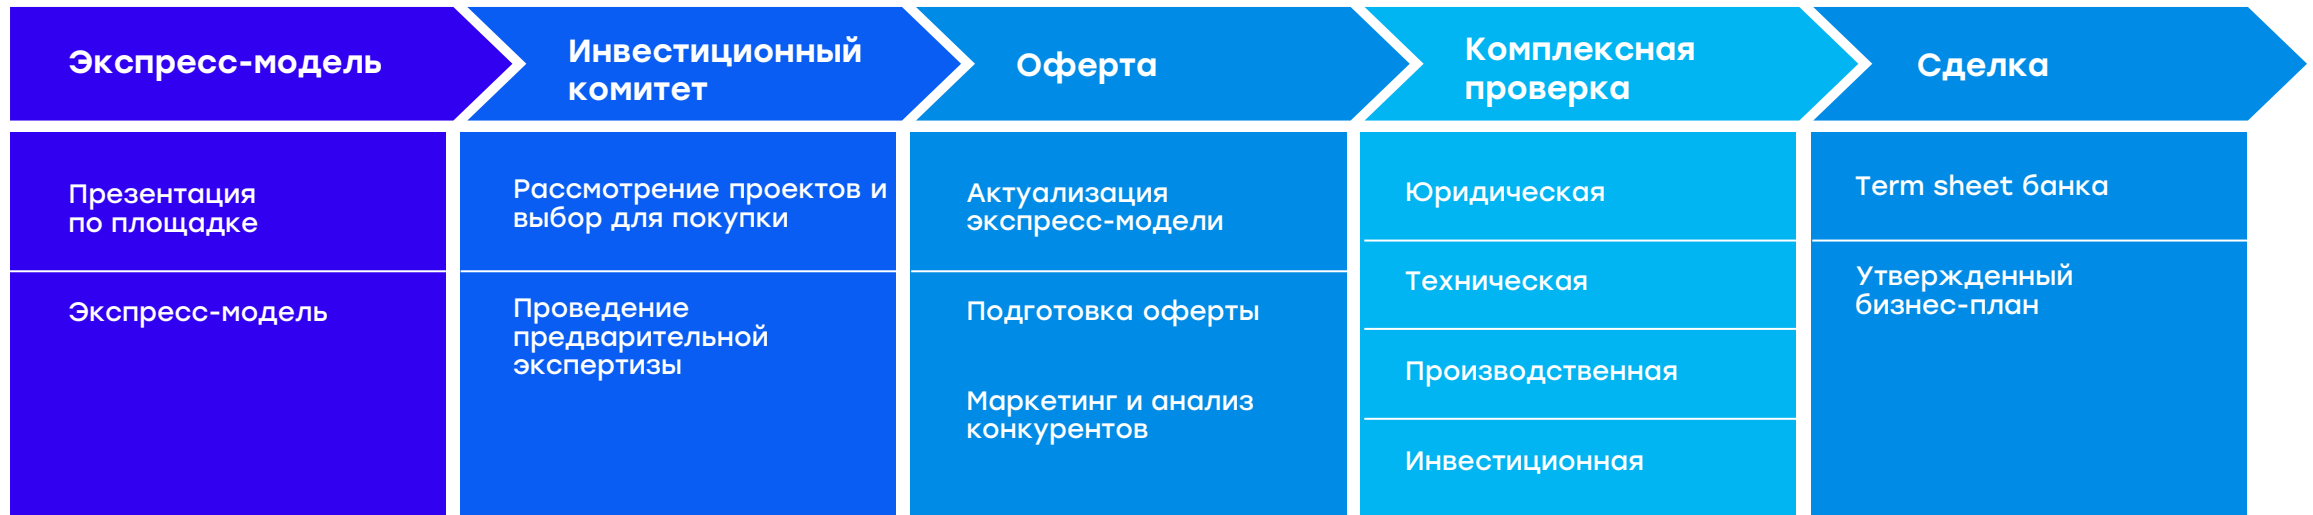 Экспресс-модель
Инвестиционный
комитет
Оферта
Комплексная
проверка
Сделка
Презентация
по площадке
Экспресс-модель
Рассмотрение проектов и
выбор для покупки
Проведение
предварительной
экспертизы
Актуализация
экспресс-модели
Подготовка оферты
Маркетинг и анализ
конкурентов
Юридическая
Техническая
Производственная
Инвестиционная
Term sheet банка
Утвержденный
бизнес-план